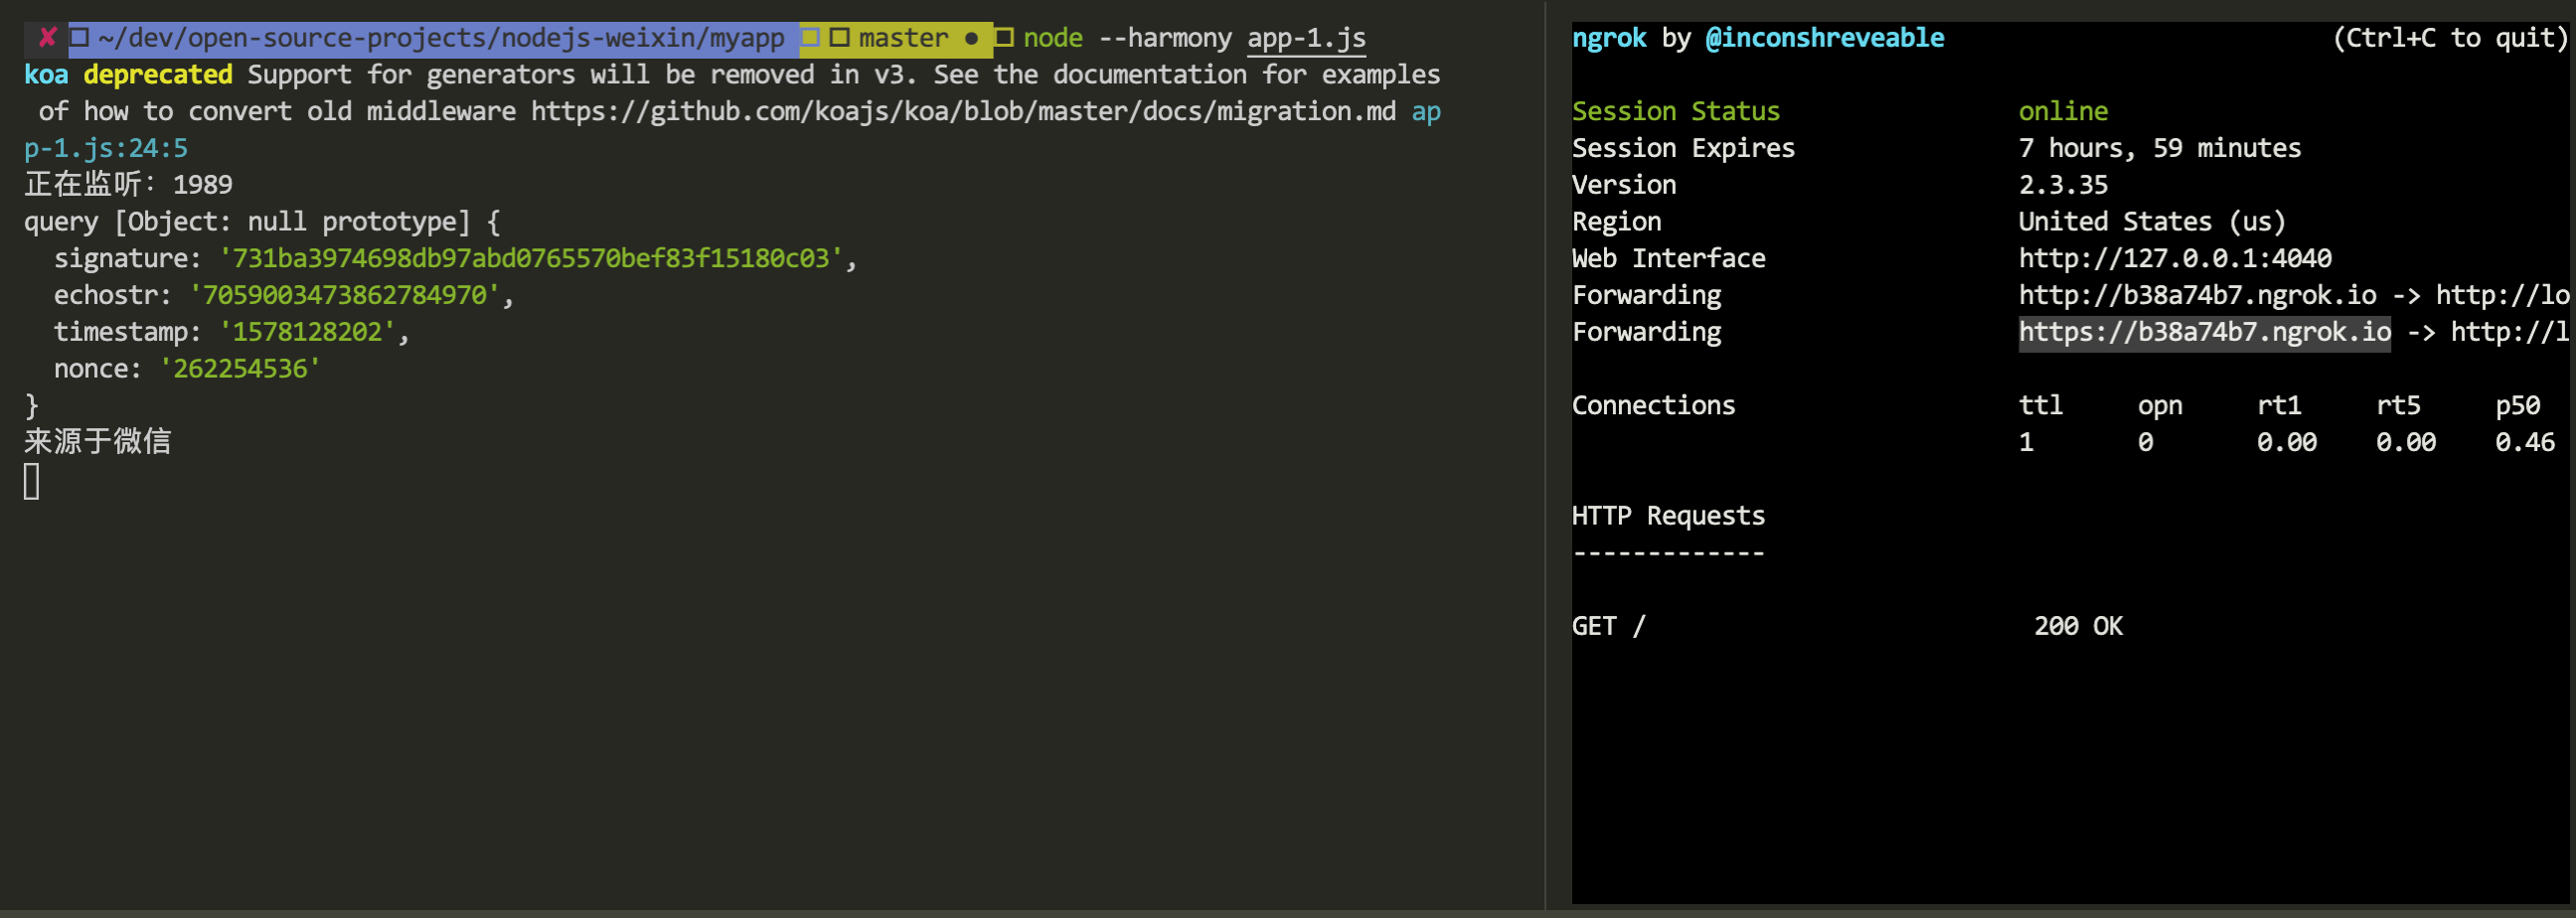 ✘ ~/dev/open-source-projects/nodejs-weixin/myapp master ● node --harmony app-1.js
koa deprecated Support for generators will be removed in v3. See the documentation for examples
of how to convert old middleware https://github.com/koajs/koa/blob/master/docs/migration.md ap
p-1.js:24:5
正在监听：1989
query [Object: null prototype] {
signature: '731ba3974698db97abd0765570bef83f15180c03',
echostr: '7059003473862784970',
timestamp: '1578128202',
nonce: '262254536'
}
来源于微信
ngrok by @inconshreveable (Ctrl+C to quit)
Session Status online
Session Expires 7 hours, 59 minutes
Version 2.3.35
Region United States (us)
Web Interface http://127.0.0.1:4040
Forwarding http://b38a74b7.ngrok.io -> http://lo
Forwarding https://b38a74b7.ngrok.io -> http://l
Connections ttl opn rt1 rt5 p50
1 0 0.00 0.00 0.46
HTTP Requests
-------------
GET / 200 OK